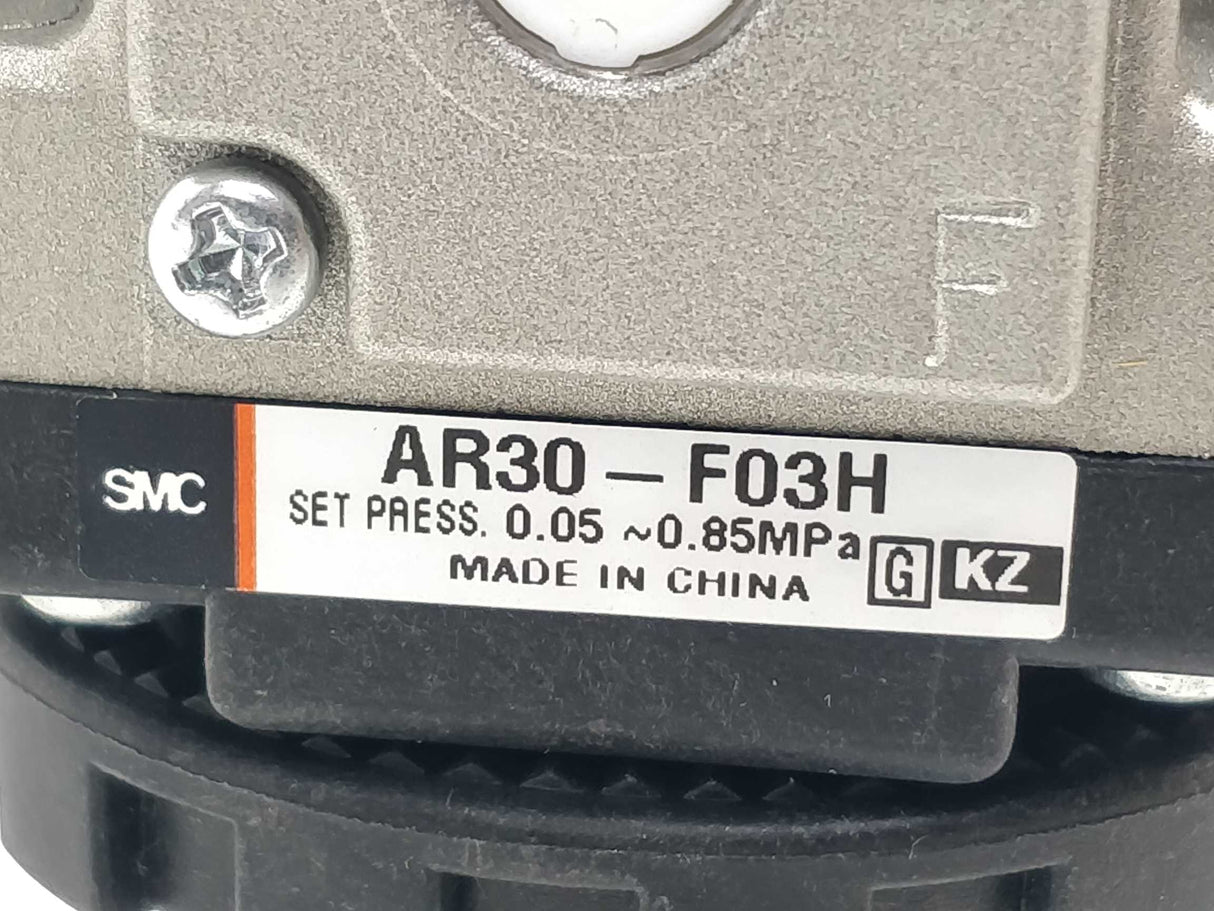 F
SMC
AR30-F03H
SET PRESS. 0.05 ~0.85MPa
MADE IN CHINA
G KZ